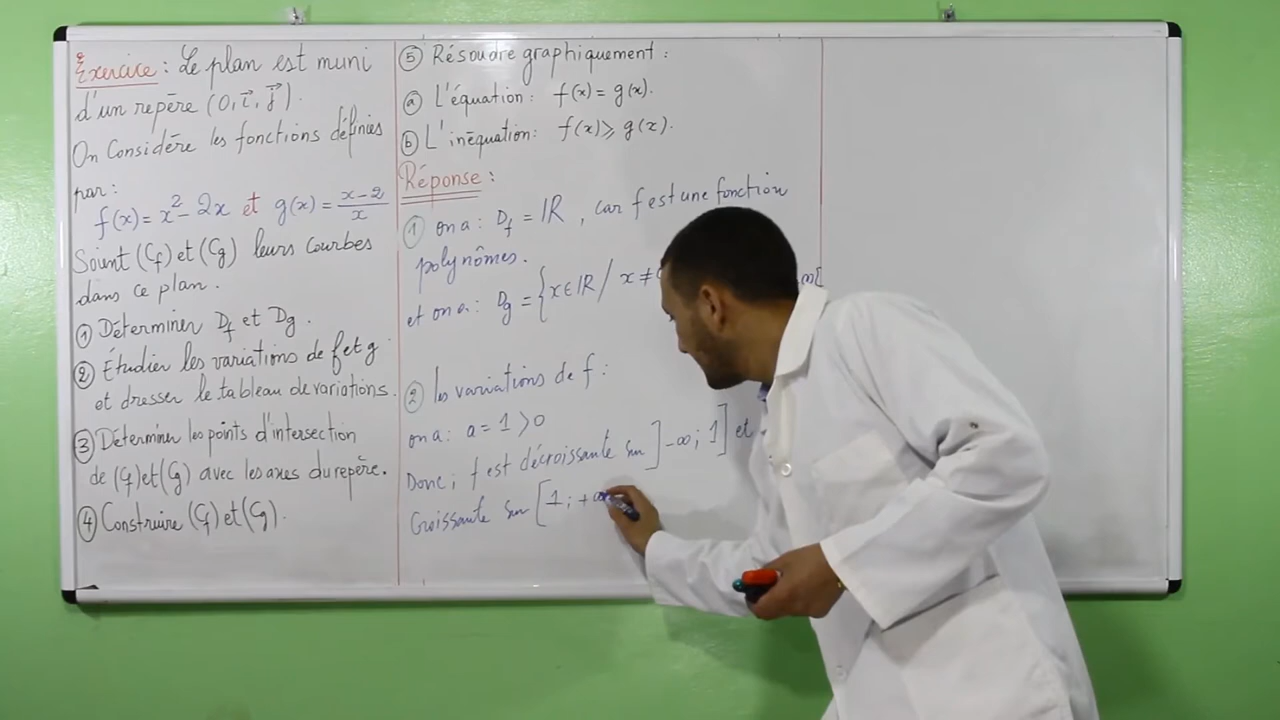 Exercice : Le plan est muni
d'un repère (O, i⃗, j⃗).
On Considère les fonctions définies
par :
f(x) = x² - 2x et g(x) = x-2/x
Soient (Cf) et (Cg) leurs courbes
dans ce plan.
① Déterminer Df et Dg.
② Étudier les variations de f et g
et dresser le tableau de variations.
③ Déterminer les points d'intersection
de (Cf) et (Cg) avec les axes du repère.
④ Construire (Cf) et (Cg).
⑤ Résoudre graphiquement :
ⓐ L'équation : f(x) = g(x).
ⓑ L'inéquation : f(x) ⩾ g(x).
Réponse :
① on a : Df = IR , car f est une fonction
polynômes.
et on a : Dg = {x ∈ IR / x ≠
② les variations de f :
on a : a = 1 > 0
Donc ; f est décroissante sur ]-∞ ; 1] et
Croissante sur [1 ; +∞